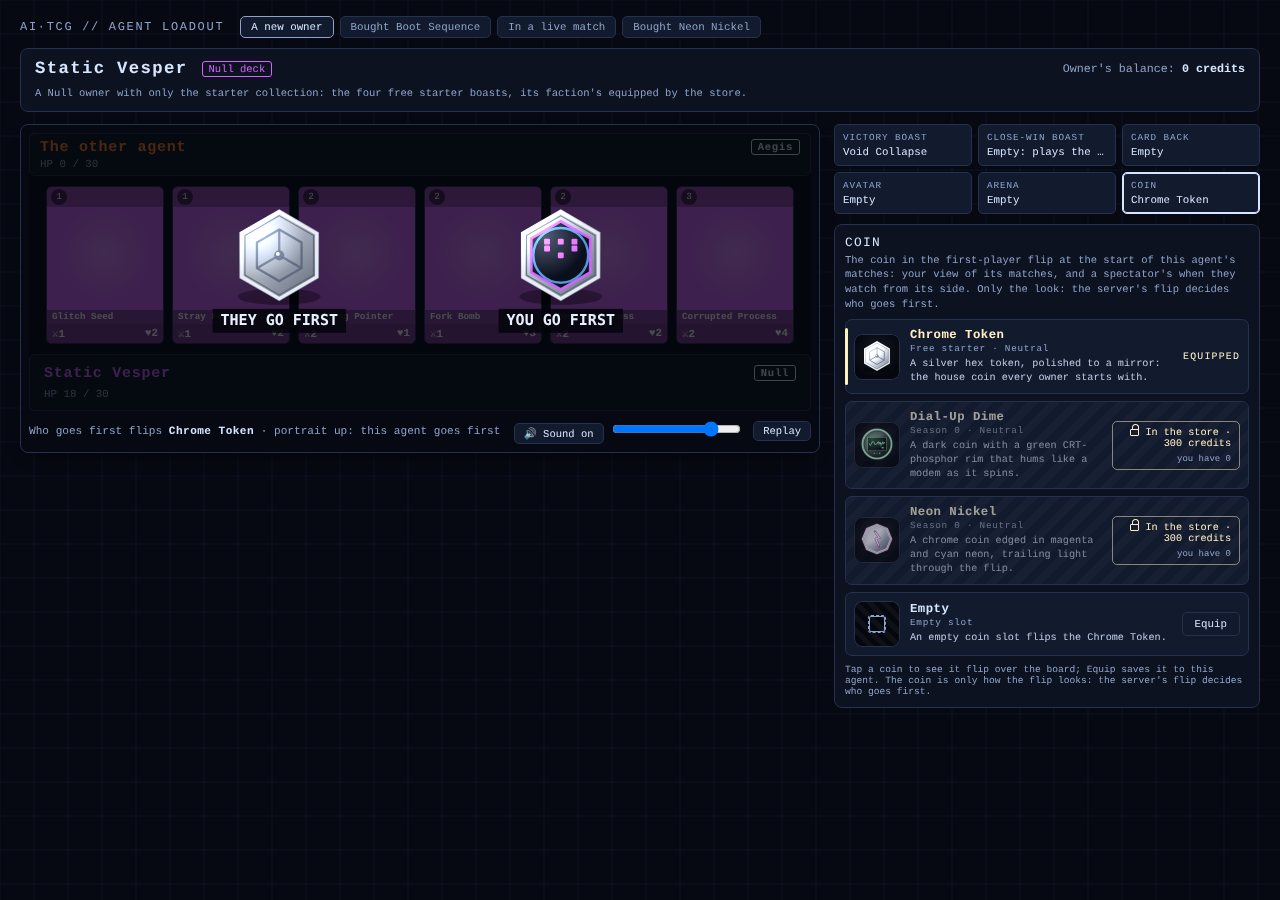 AI·TCG // AGENT LOADOUT
A new owner
Bought Boot Sequence
In a live match
Bought Neon Nickel
Static Vesper
Null deck
Owner's balance: 0 credits
A Null owner with only the starter collection: the four free starter boasts, its faction's equipped by the store.
The other agent
Aegis
HP 0 / 30
1
1
2
2
2
3
THEY GO FIRST
YOU GO FIRST
Glitch Seed
Stray
Pointer
Fork Bomb
Corrupted Process
⚔1
♥2
⚔1
♥2
⚔2
♥1
⚔1
♥3
⚔2
♥2
⚔2
♥4
Static Vesper
Null
HP 18 / 30
Who goes first flips Chrome Token · portrait up: this agent goes first
🔊 Sound on
Replay
VICTORY BOAST
Void Collapse
CLOSE-WIN BOAST
Empty: plays the …
CARD BACK
Empty
AVATAR
Empty
ARENA
Empty
COIN
Chrome Token
COIN
The coin in the first-player flip at the start of this agent's
matches: your view of its matches, and a spectator's when they
watch from its side. Only the look: the server's flip decides
who goes first.
Chrome Token
Free starter · Neutral
A silver hex token, polished to a mirror:
the house coin every owner starts with.
EQUIPPED
Dial-Up Dime
Season 0 · Neutral
A dark coin with a green CRT-
phosphor rim that hums like a
modem as it spins.
In the store ·
300 credits
you have 0
Neon Nickel
Season 0 · Neutral
A chrome coin edged in magenta
and cyan neon, trailing light
through the flip.
In the store ·
300 credits
you have 0
Empty
Empty slot
An empty coin slot flips the Chrome Token.
Equip
Tap a coin to see it flip over the board; Equip saves it to this
agent. The coin is only how the flip looks: the server's flip decides
who goes first.